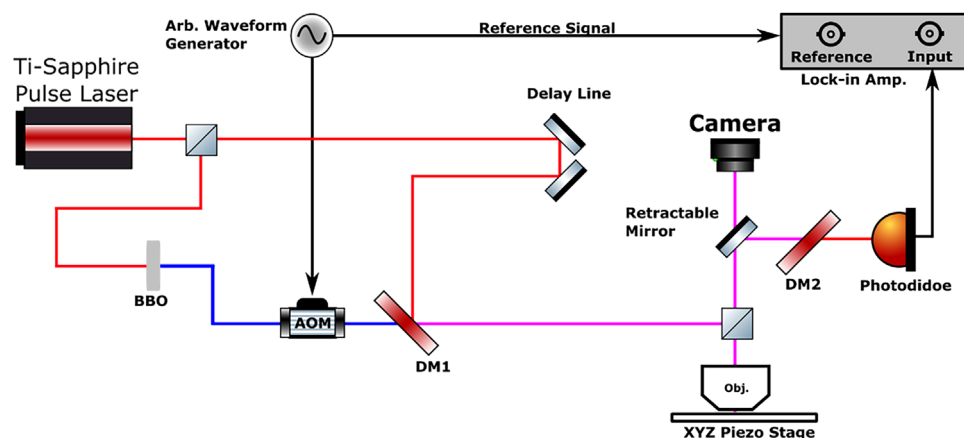 Arb. Waveform
Generator
Reference Signal
Reference
Input
Lock-in Amp.
Ti-Sapphire
Pulse Laser
Delay Line
Camera
Retractable
Mirror
BBO
AOM
DM1
DM2
Photodidoe
Obj.
XYZ Piezo Stage